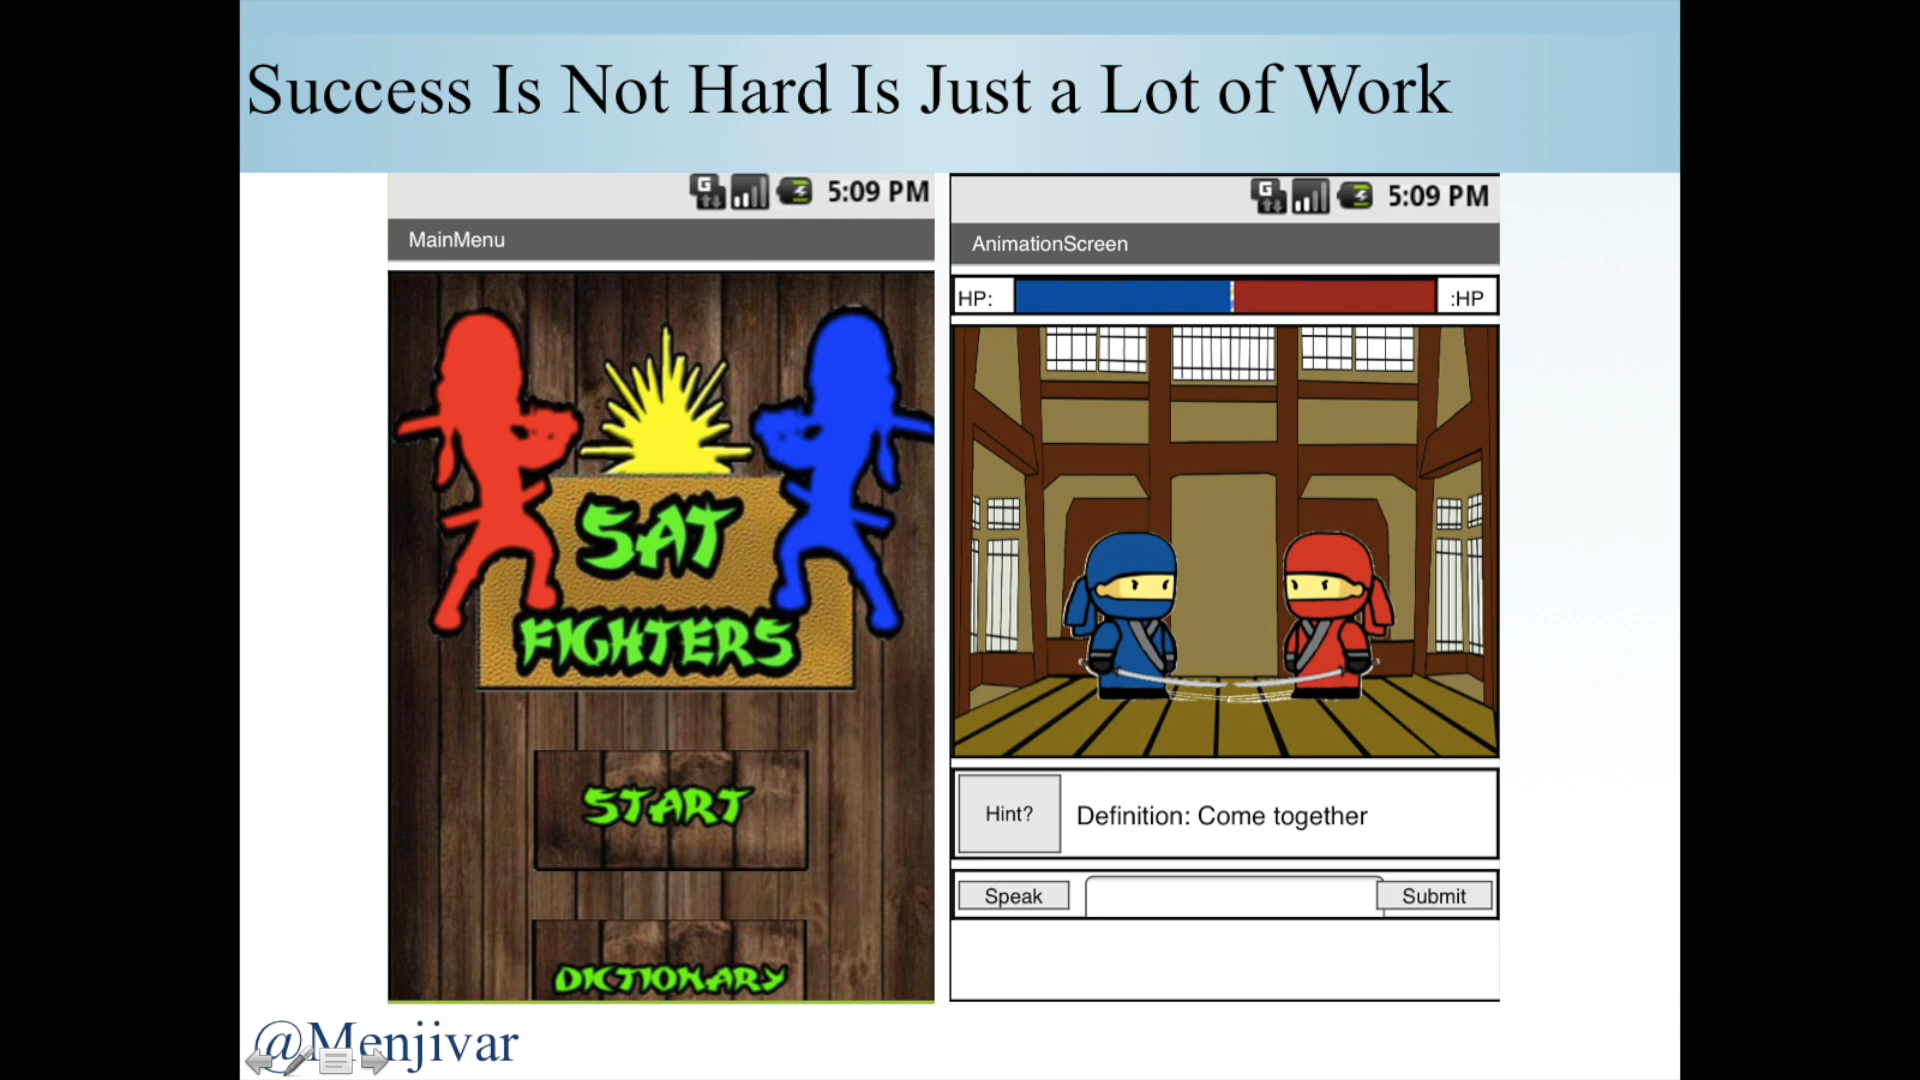 Success Is Not Hard Is Just a Lot of Work
G
5:09 PM
MainMenu
SAT
FIGHTERS
START
DICTIONARY
G
5:09 PM
AnimationScreen
HP:
:HP
Hint?
Definition: Come together
Speak
Submit
@Menjivar